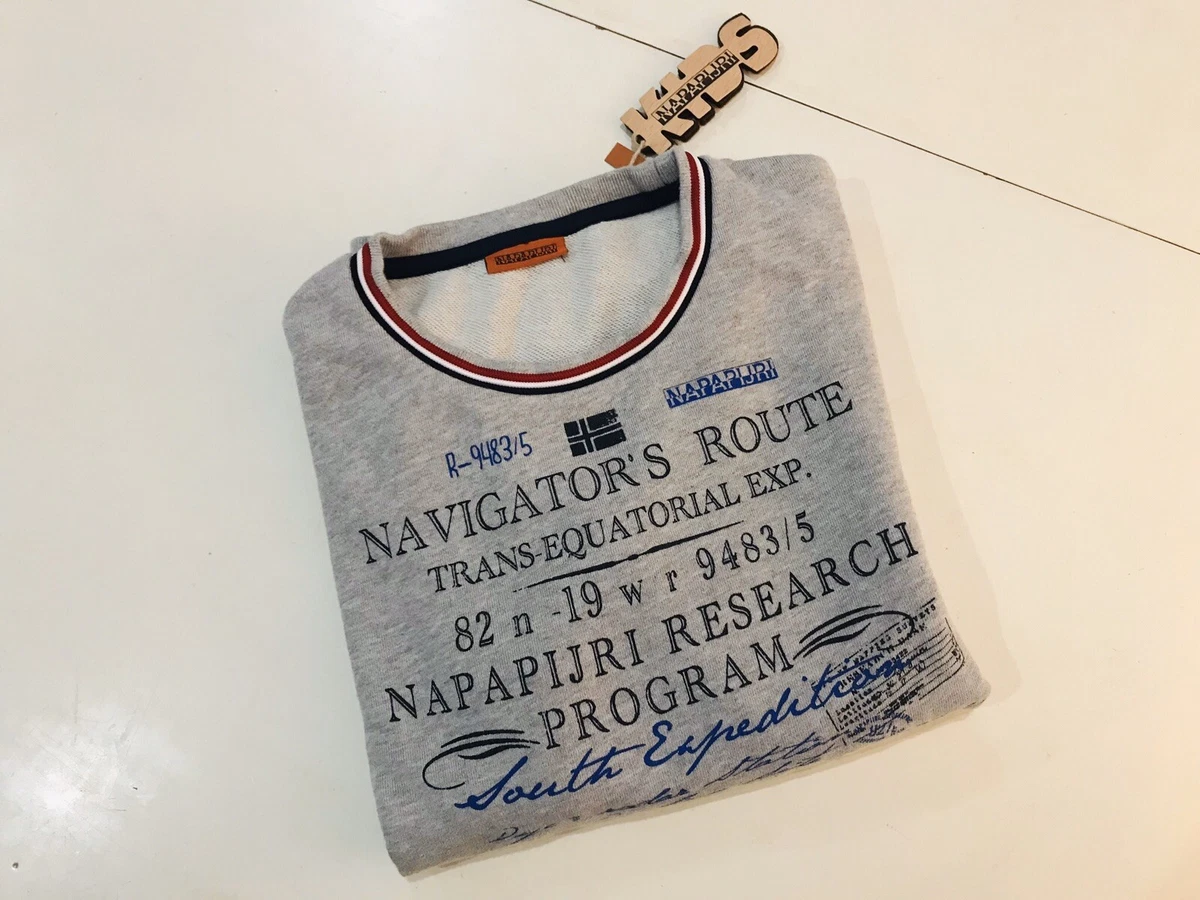 KIDS
NAPAPIJRI
NAPAPIJRI
NAPAPIJRI
R-9483/5
NAVIGATOR'S ROUTE
TRANS-EQUATORIAL EXP.
82 n -19 w r 9483/5
NAPAPIJRI RESEARCH
PROGRAM
South Expedition